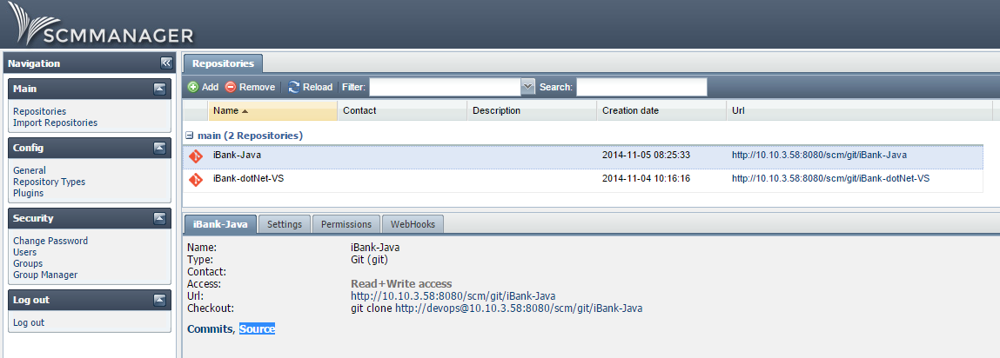 SCMMANAGER
Navigation
Main
Repositories
Import Repositories
Config
General
Repository Types
Plugins
Security
Change Password
Users
Groups
Group Manager
Log out
Log out
Repositories
Add Remove Reload Filter: Search:
Name Contact Description Creation date Url
main (2 Repositories)
iBank-Java 2014-11-05 08:25:33 http://10.10.3.58:8080/scm/git/iBank-Java
iBank-dotNet-VS 2014-11-04 10:16:16 http://10.10.3.58:8080/scm/git/iBank-dotNet-VS
iBank-Java Settings Permissions WebHooks
Name: iBank-Java
Type: Git (git)
Contact:
Access: Read+Write access
Url: http://10.10.3.58:8080/scm/git/iBank-Java
Checkout: git clone http://devops@10.10.3.58:8080/scm/git/iBank-Java
Commits, Source